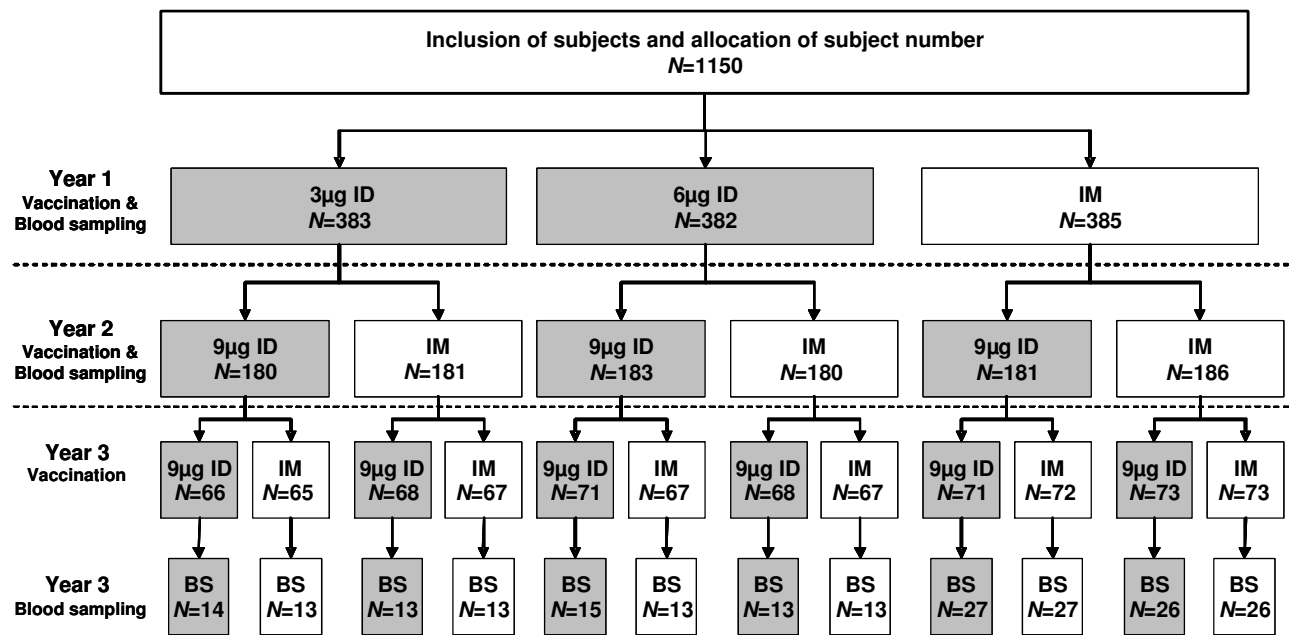 Inclusion of subjects and allocation of subject number
N=1150
Year 1
Vaccination &
Blood sampling
3µg ID
N=383
6µg ID
N=382
IM
N=385
Year 2
Vaccination &
Blood sampling
9µg ID
N=180
IM
N=181
9µg ID
N=183
IM
N=180
9µg ID
N=181
IM
N=186
Year 3
Vaccination
9µg ID
N=66
IM
N=65
9µg ID
N=68
IM
N=67
9µg ID
N=71
IM
N=67
9µg ID
N=68
IM
N=67
9µg ID
N=71
IM
N=72
9µg ID
N=73
IM
N=73
Year 3
Blood sampling
BS
N=14
BS
N=13
BS
N=13
BS
N=13
BS
N=15
BS
N=13
BS
N=13
BS
N=13
BS
N=27
BS
N=27
BS
N=26
BS
N=26